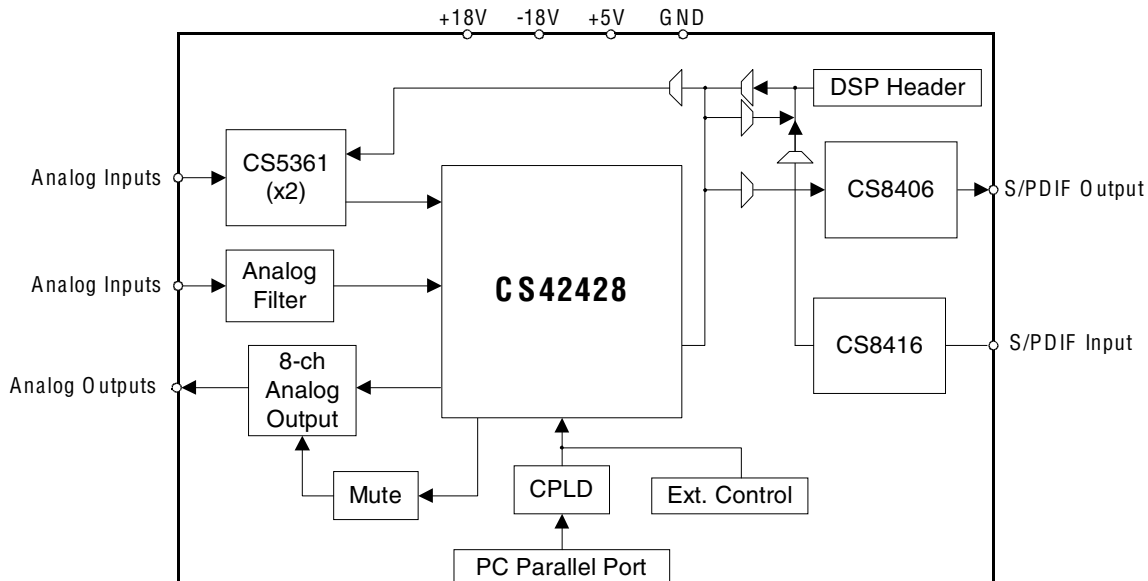 +18V -18V +5V GND
DSP Header
Analog Inputs
CS5361
(x2)
CS8406
S/PDIF Output
Analog Inputs
Analog
Filter
CS42428
CS8416
S/PDIF Input
Analog Outputs
8-ch
Analog
Output
Mute
CPLD
Ext. Control
PC Parallel Port